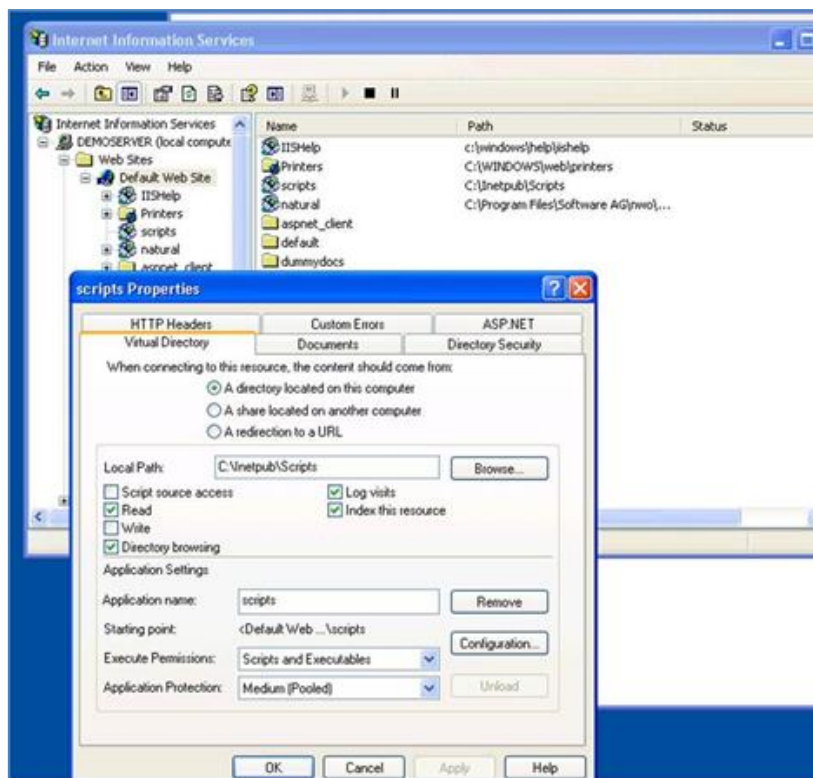 Internet Information Services
File Action View Help
Internet Information Services
DEMOSERVER (local compute
Web Sites
Default Web Site
IISHelp
Printers
scripts
natural
aspnet_client
Name Path Status
IISHelp c:\windows\help\iishelp
Printers C:\WINDOWS\web\printers
scripts C:\Inetpub\Scripts
natural C:\Program Files\Software AG\nwo\,...
aspnet_client
default
dummydocs
scripts Properties
HTTP Headers Custom Errors ASP.NET
Virtual Directory Documents Directory Security
When connecting to this resource, the content should come from:
A directory located on this computer
A share located on another computer
A redirection to a URL
Local Path: C:\Inetpub\Scripts Browse...
Script source access Log visits
Read Index this resource
Write
Directory browsing
Application Settings
Application name: scripts Remove
Starting point: <Default Web ...\scripts
Configuration...
Execute Permissions: Scripts and Executables
Application Protection: Medium (Pooled) Unload
OK Cancel Apply Help